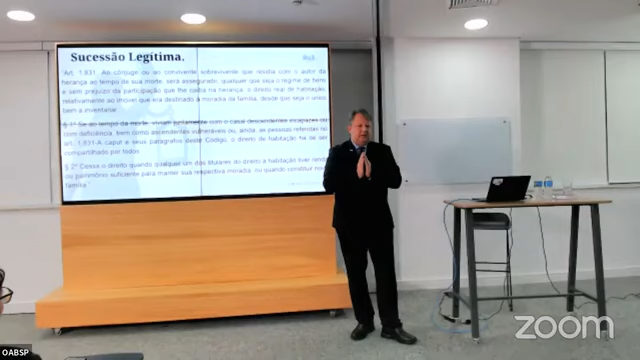 Sucessão Legítima.
"Art. 1.831. Ao cônjuge ou ao convivente sobrevivente que residia com o autor da
herança ao tempo de sua morte, será assegurado, qualquer que seja o regime de bens
e sem prejuízo da participação que lhe caiba na herança, o direito real de habitação,
relativamente ao imóvel que era destinado à moradia da família, desde que seja o único
bem a inventariar.
§ 1º Se ao tempo da morte, viviam juntamente com o casal descendentes incapazes ou
com deficiência, bem como ascendentes vulneráveis ou, ainda, as pessoas referidas no
art. 1.831-A caput e seus parágrafos deste Código, o direito de habitação há de ser
compartilhado por todos.
§ 2º Cessa o direito quando qualquer um dos titulares do direito à habitação tiver renda
ou patrimônio suficiente para manter sua respectiva moradia, ou quando constituir nova
família."
zoom
OABSP